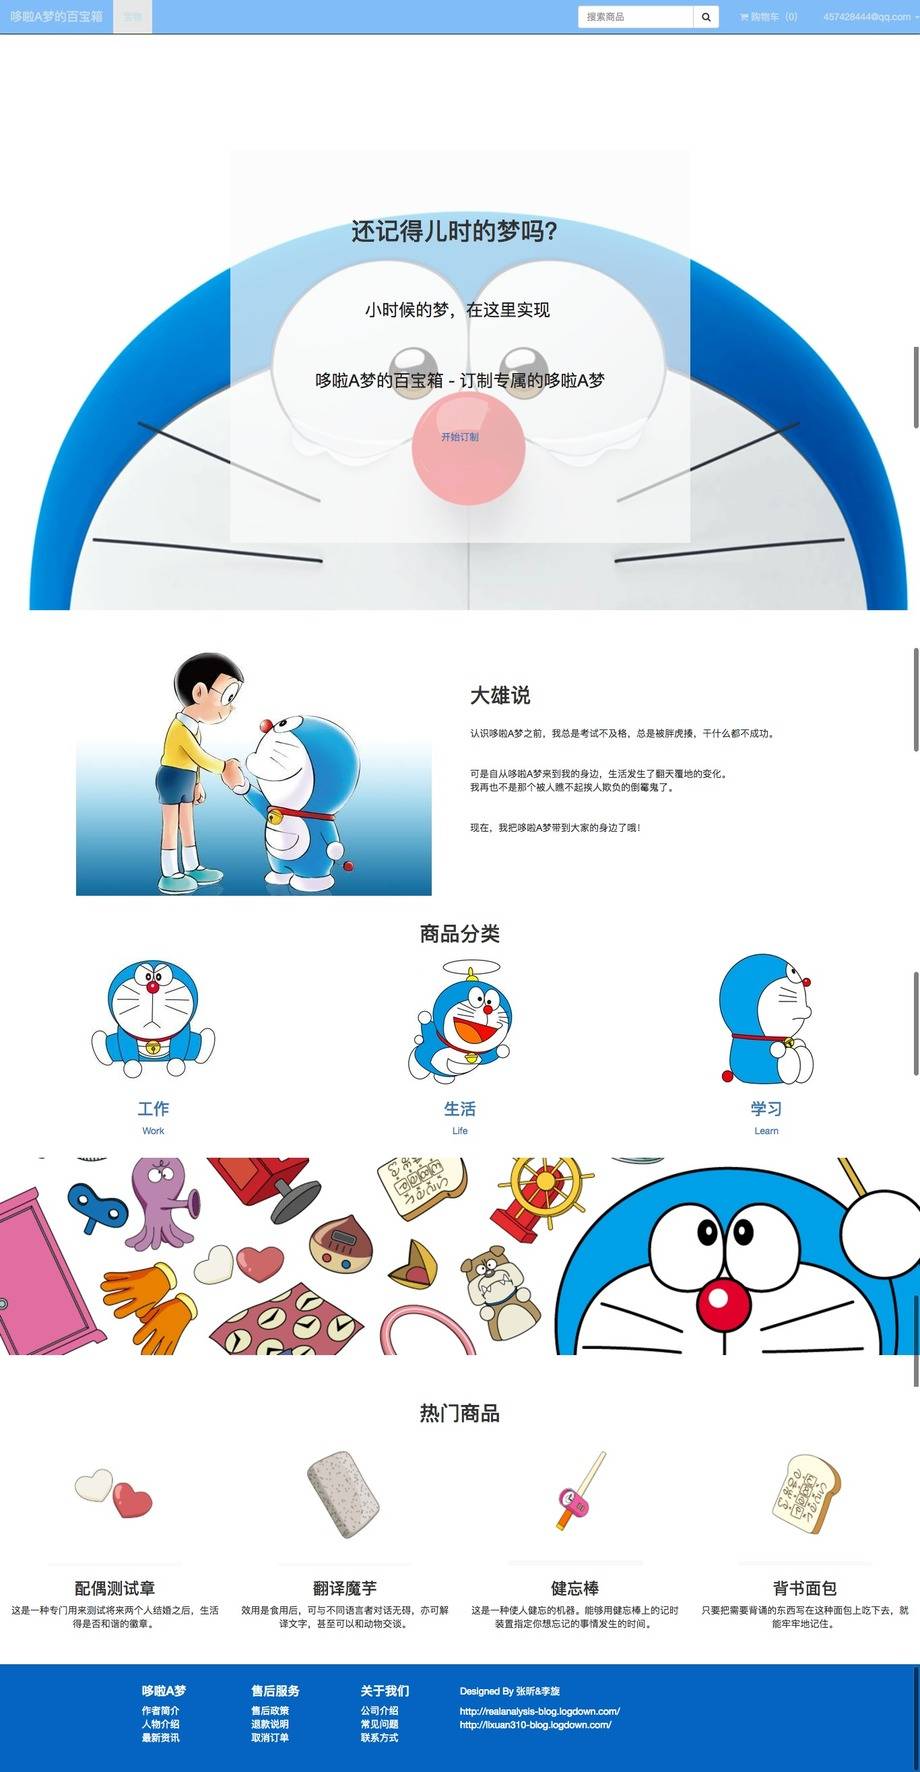 哆啦A梦的百宝箱
宝物
搜索商品
购物车（0）
457428444@qq.com
还记得儿时的梦吗?
小时候的梦，在这里实现
哆啦A梦的百宝箱 - 订制专属的哆啦A梦
开始订制
大雄说
认识哆啦A梦之前，我总是考试不及格，总是被胖虎揍，干什么都不成功。
可是自从哆啦A梦来到我的身边，生活发生了翻天覆地的变化。
我再也不是那个被人瞧不起挨人欺负的倒霉鬼了。
现在，我把哆啦A梦带到大家的身边了哦!
商品分类
工作
Work
生活
Life
学习
Learn
热门商品
配偶测试章
这是一种专门用来测试将来两个人结婚之后，生活
得是否和谐的徽章。
翻译魔芋
效用是食用后，可与不同语言者对话无碍，亦可解
译文字，甚至可以和动物交谈。
健忘棒
这是一种使人健忘的机器。能够用健忘棒上的记时
装置指定你想忘记的事情发生的时间。
背书面包
只要把需要背诵的东西写在这种面包上吃下去，就
能牢牢地记住。
哆啦A梦
作者简介
人物介绍
最新资讯
售后服务
售后政策
退款说明
取消订单
关于我们
公司介绍
常见问题
联系方式
Designed By 张昕&李旋
http://realanalysis-blog.logdown.com/
http://lixuan310-blog.logdown.com/